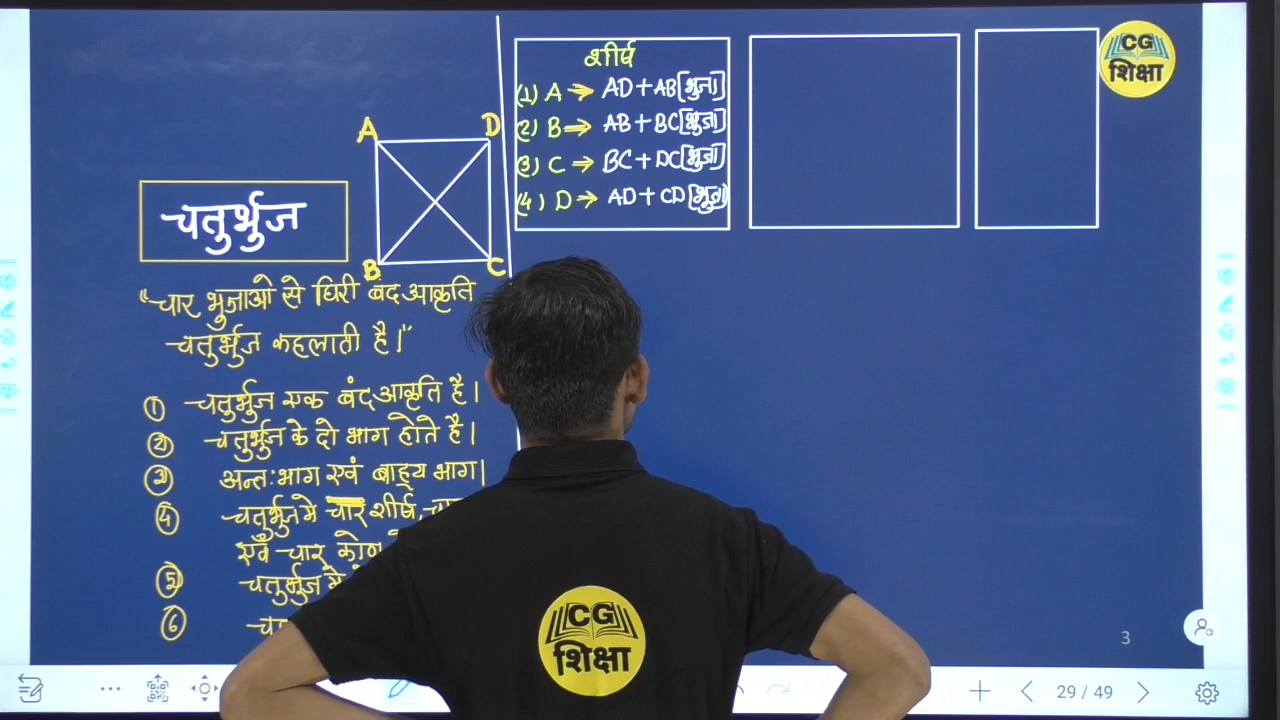 चतुर्भुज
A D
B C
"चार भुजाओ से घिरी बंद आकृति
चतुर्भुज कहलाती है।"
① चतुर्भुज एक बंद आकृति है।
② चतुर्भुज के दो भाग होते है।
③ अन्तःभाग एवं बाह्य भाग।
④ चतुर्भुज मे चार शीर्ष,
एवं चार कोण
⑤ चतुर्भुज मे
⑥
शीर्ष
(1) A → AD+AB[भुजा]
(2) B ⇒ AB+BC[भुजा]
(3) C ⇒ BC+DC[भुजा]
(4) D → AD+CD[भुजा]
CG
शिक्षा
CG
शिक्षा
3
29 / 49